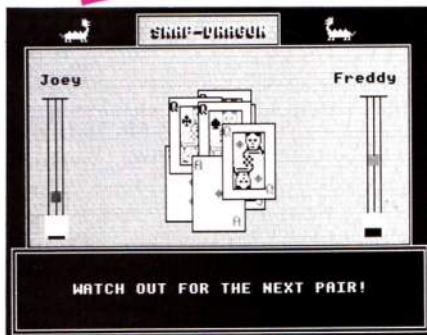 SNAP-DRAGON
Joey
Freddy
Q
Q
Q
Q
A
A
WATCH OUT FOR THE NEXT PAIR!